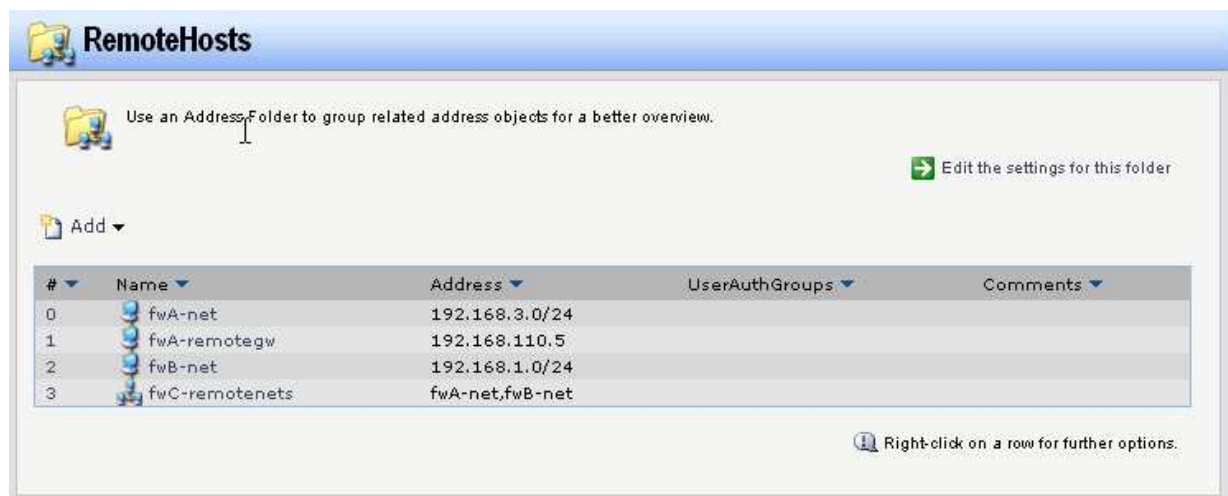 RemoteHosts
Use an Address Folder to group related address objects for a better overview.
Edit the settings for this folder
Add
# Name Address UserAuthGroups Comments
0 fwA-net 192.168.3.0/24
1 fwA-remotegw 192.168.110.5
2 fwB-net 192.168.1.0/24
3 fwC-remotenets fwA-net,fwB-net
Right-click on a row for further options.